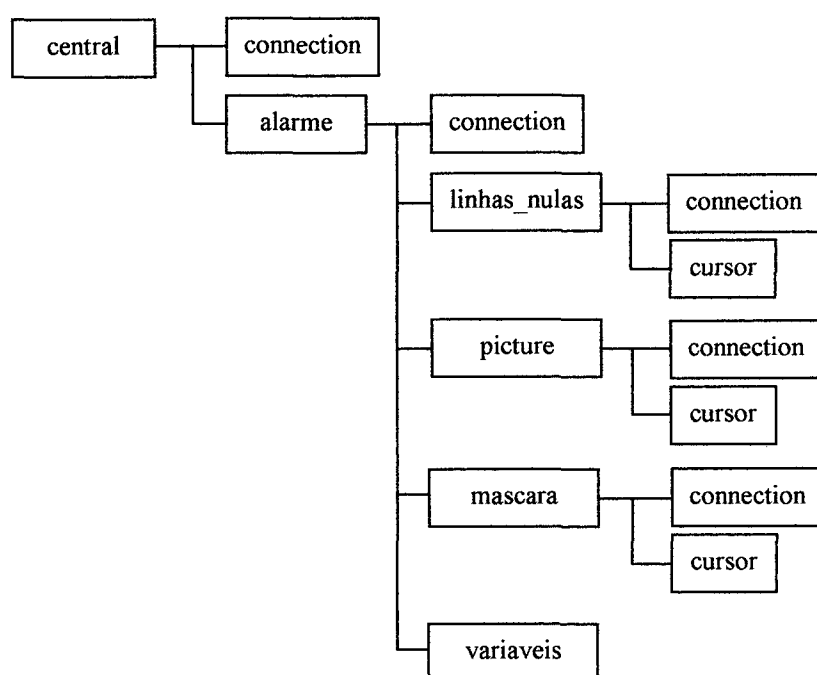 central
connection
alarme
connection
linhas_nulas
connection
cursor
picture
connection
cursor
mascara
connection
cursor
variaveis